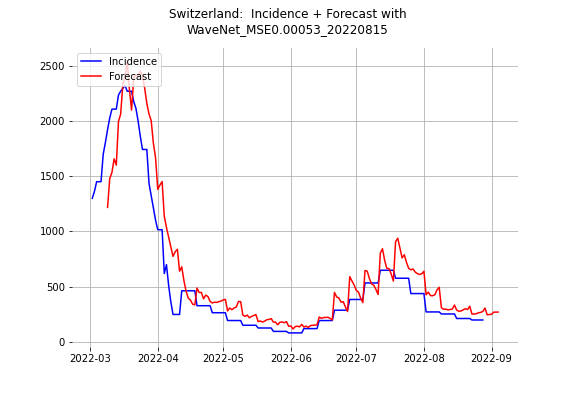 Switzerland:  Incidence + Forecast with
WaveNet_MSE0.00053_20220815
Incidence
Forecast
2500
2000
1500
1000
500
0
2022-03 2022-04 2022-05 2022-06 2022-07 2022-08 2022-09